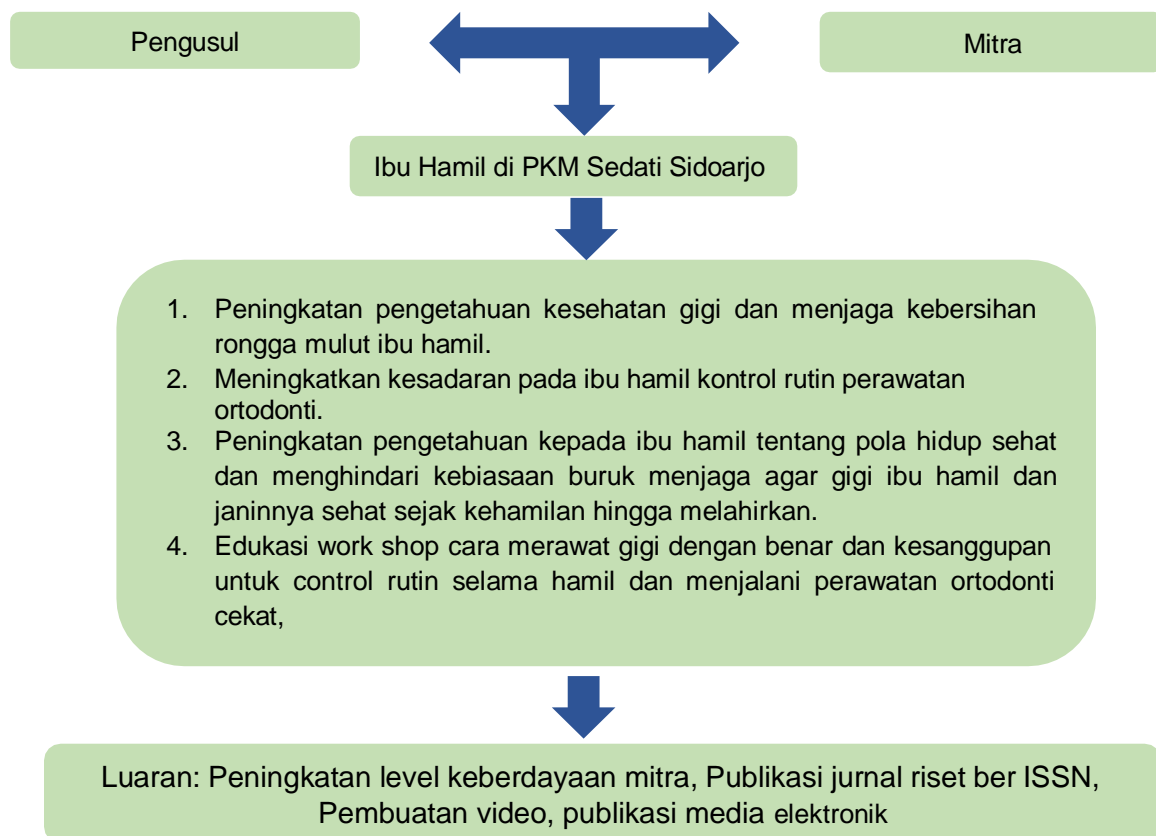 Pengusul
Mitra
Ibu Hamil di PKM Sedati Sidoarjo
1. Peningkatan pengetahuan kesehatan gigi dan menjaga kebersihan
rongga mulut ibu hamil.
2. Meningkatkan kesadaran pada ibu hamil kontrol rutin perawatan
ortodonti.
3. Peningkatan pengetahuan kepada ibu hamil tentang pola hidup sehat
dan menghindari kebiasaan buruk menjaga agar gigi ibu hamil dan
janinnya sehat sejak kehamilan hingga melahirkan.
4. Edukasi work shop cara merawat gigi dengan benar dan kesanggupan
untuk control rutin selama hamil dan menjalani perawatan ortodonti
cekat,
Luaran: Peningkatan level keberdayaan mitra, Publikasi jurnal riset ber ISSN,
Pembuatan video, publikasi media elektronik